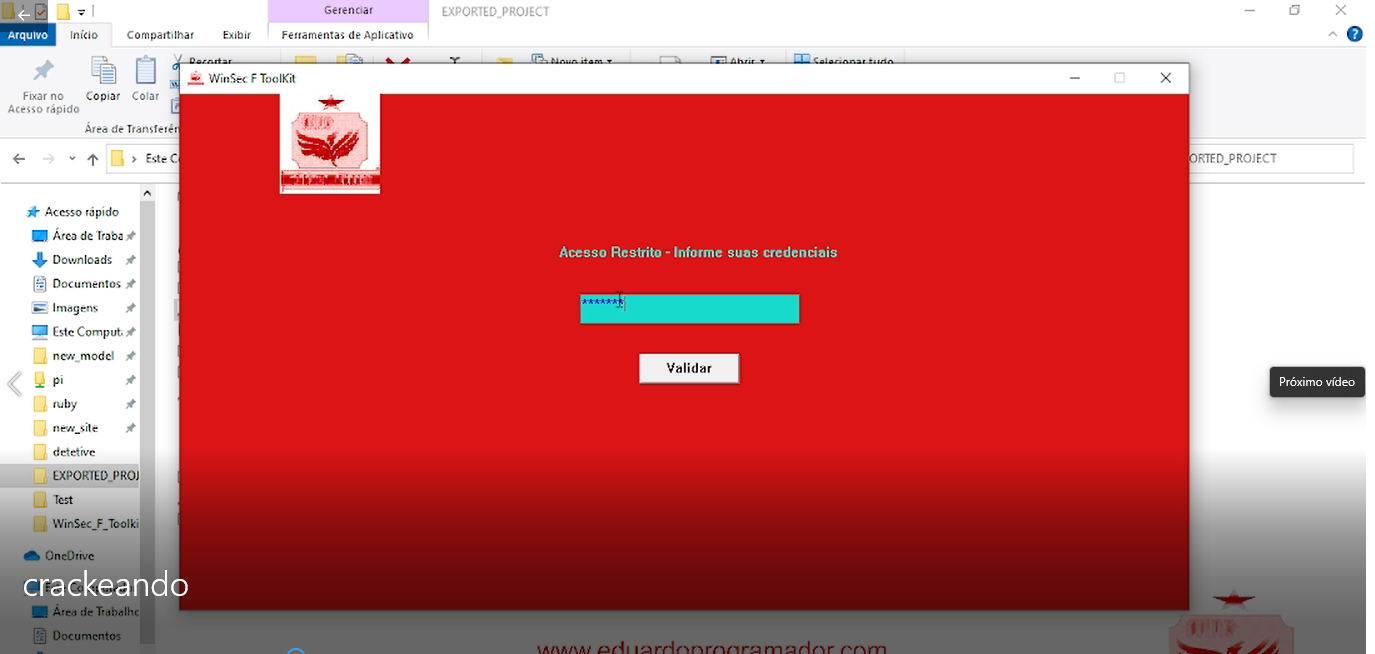 Gerenciar
EXPORTED_PROJECT
Arquivo
Início
Compartilhar
Exibir
Ferramentas de Aplicativo
Recortar
Novo item
Abrir
Selecionar tudo
Fixar no
Acesso rápido
Copiar
Colar
Área de Transferên
WinSec F ToolKit
Este Co
ORTED_PROJECT
Acesso rápido
Área de Traba
Downloads
Documentos
Imagens
Este Comput
new_model
pi
ruby
new_site
detetive
EXPORTED_PROJ
Test
WinSec_F_Toolki
OneDrive
Área de Trabalho
Documentos
Acesso Restrito - Informe suas credenciais
*******
Validar
Próximo vídeo
crackeando
www.eduardoprogramador.com